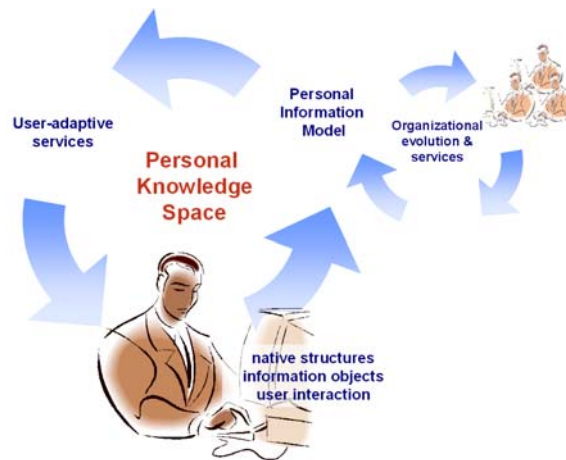 Personal
Information
Model
User-adaptive
services
Organizational
evolution &
services
Personal
Knowledge
Space
native structures
information objects
user interaction